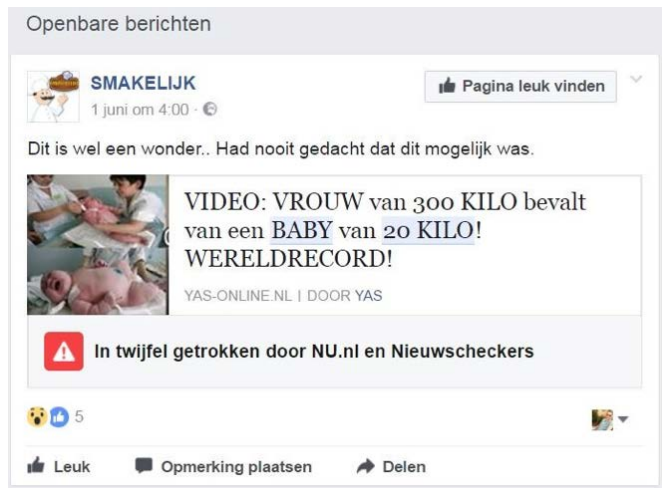 Openbare berichten
SMAKELIJK
Pagina leuk vinden
1 juni om 4:00 ·
Dit is wel een wonder.. Had nooit gedacht dat dit mogelijk was.
VIDEO: VROUW van 300 KILO bevalt
van een BABY van 20 KILO!
WERELDRECORD!
YAS-ONLINE.NL | DOOR YAS
In twijfel getrokken door NU.nl en Nieuwscheckers
5
Leuk
Opmerking plaatsen
Delen